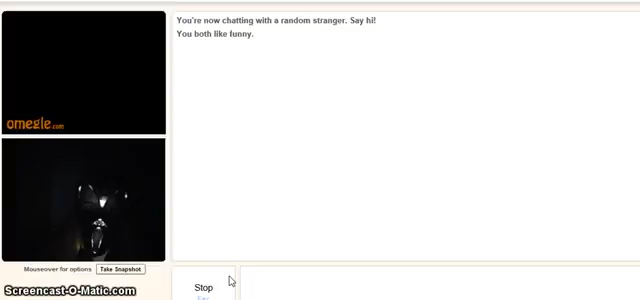 You're now chatting with a random stranger. Say hi!
You both like funny.
omegle.com
Mouseover for options Take Snapshot
Stop
Esc
Screencast-O-Matic.com